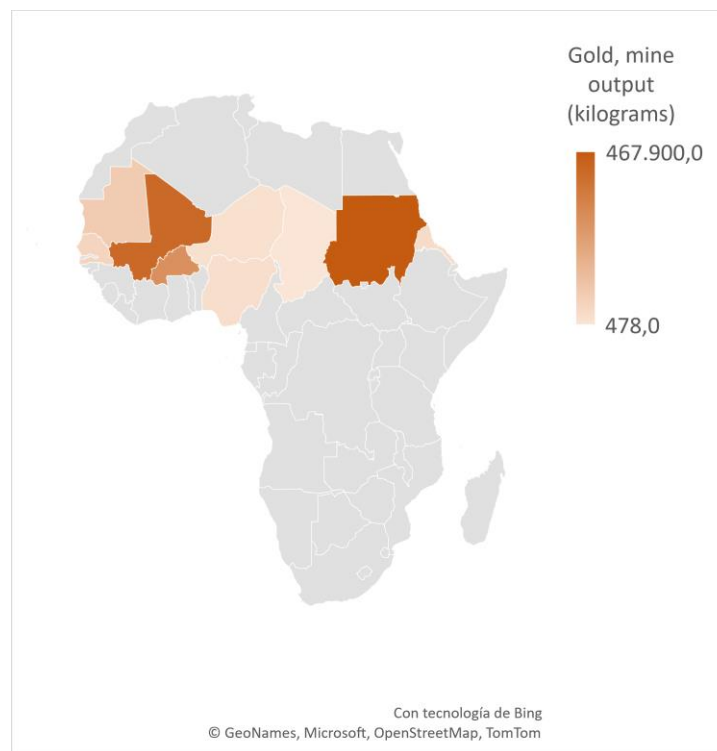 Gold, mine
output
(kilograms)
467.900,0
478,0
Con tecnología de Bing
© GeoNames, Microsoft, OpenStreetMap, TomTom